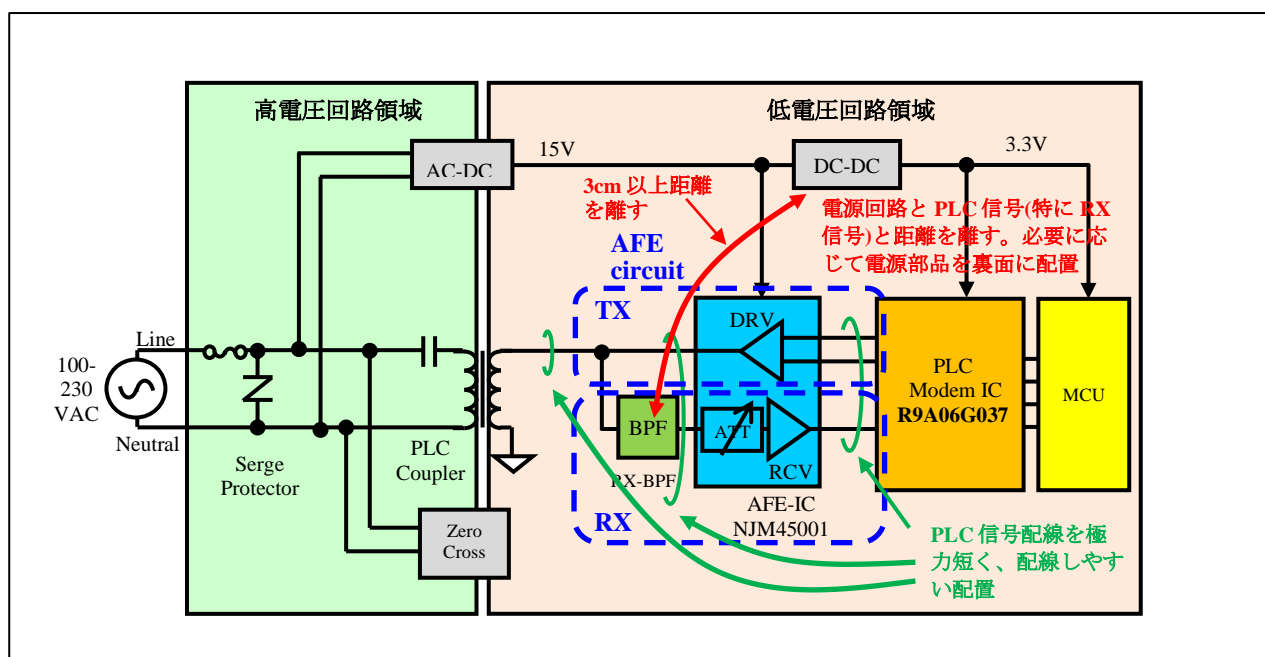 高電圧回路領域
低電圧回路領域
AC-DC
15V
DC-DC
3.3V
3cm 以上距離
を離す
電源回路と PLC 信号(特に RX
信号)と距離を離す。必要に応
じて電源部品を裏面に配置
AFE
circuit
TX
DRV
Line
100-
230
VAC
Neutral
Serge
Protector
PLC
Coupler
BPF
RX-BPF
ATT
RCV
RX
AFE-IC
NJM45001
PLC
Modem IC
R9A06G037
MCU
Zero
Cross
PLC 信号配線を極
力短く、配線しやす
い配置